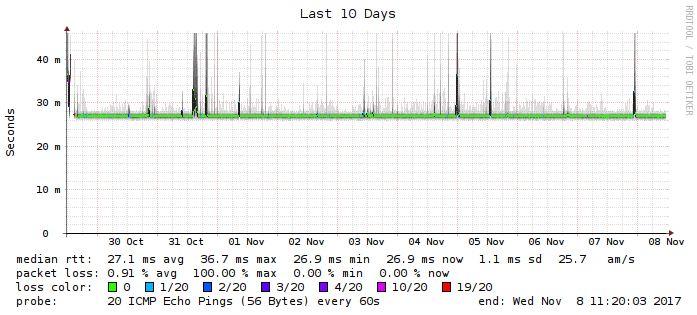 Last 10 Days
RRDTOOL / TOBI OETIKER
Seconds
40 m
30 m
20 m
10 m
0
30 Oct 31 Oct 01 Nov 02 Nov 03 Nov 04 Nov 05 Nov 06 Nov 07 Nov 08 Nov
median rtt: 27.1 ms avg 36.7 ms max 26.9 ms min 26.9 ms now 1.1 ms sd 25.7 am/s
packet loss: 0.91 % avg 100.00 % max 0.00 % min 0.00 % now
loss color: 0 1/20 2/20 3/20 4/20 10/20 19/20
probe: 20 ICMP Echo Pings (56 Bytes) every 60s end: Wed Nov 8 11:20:03 2017